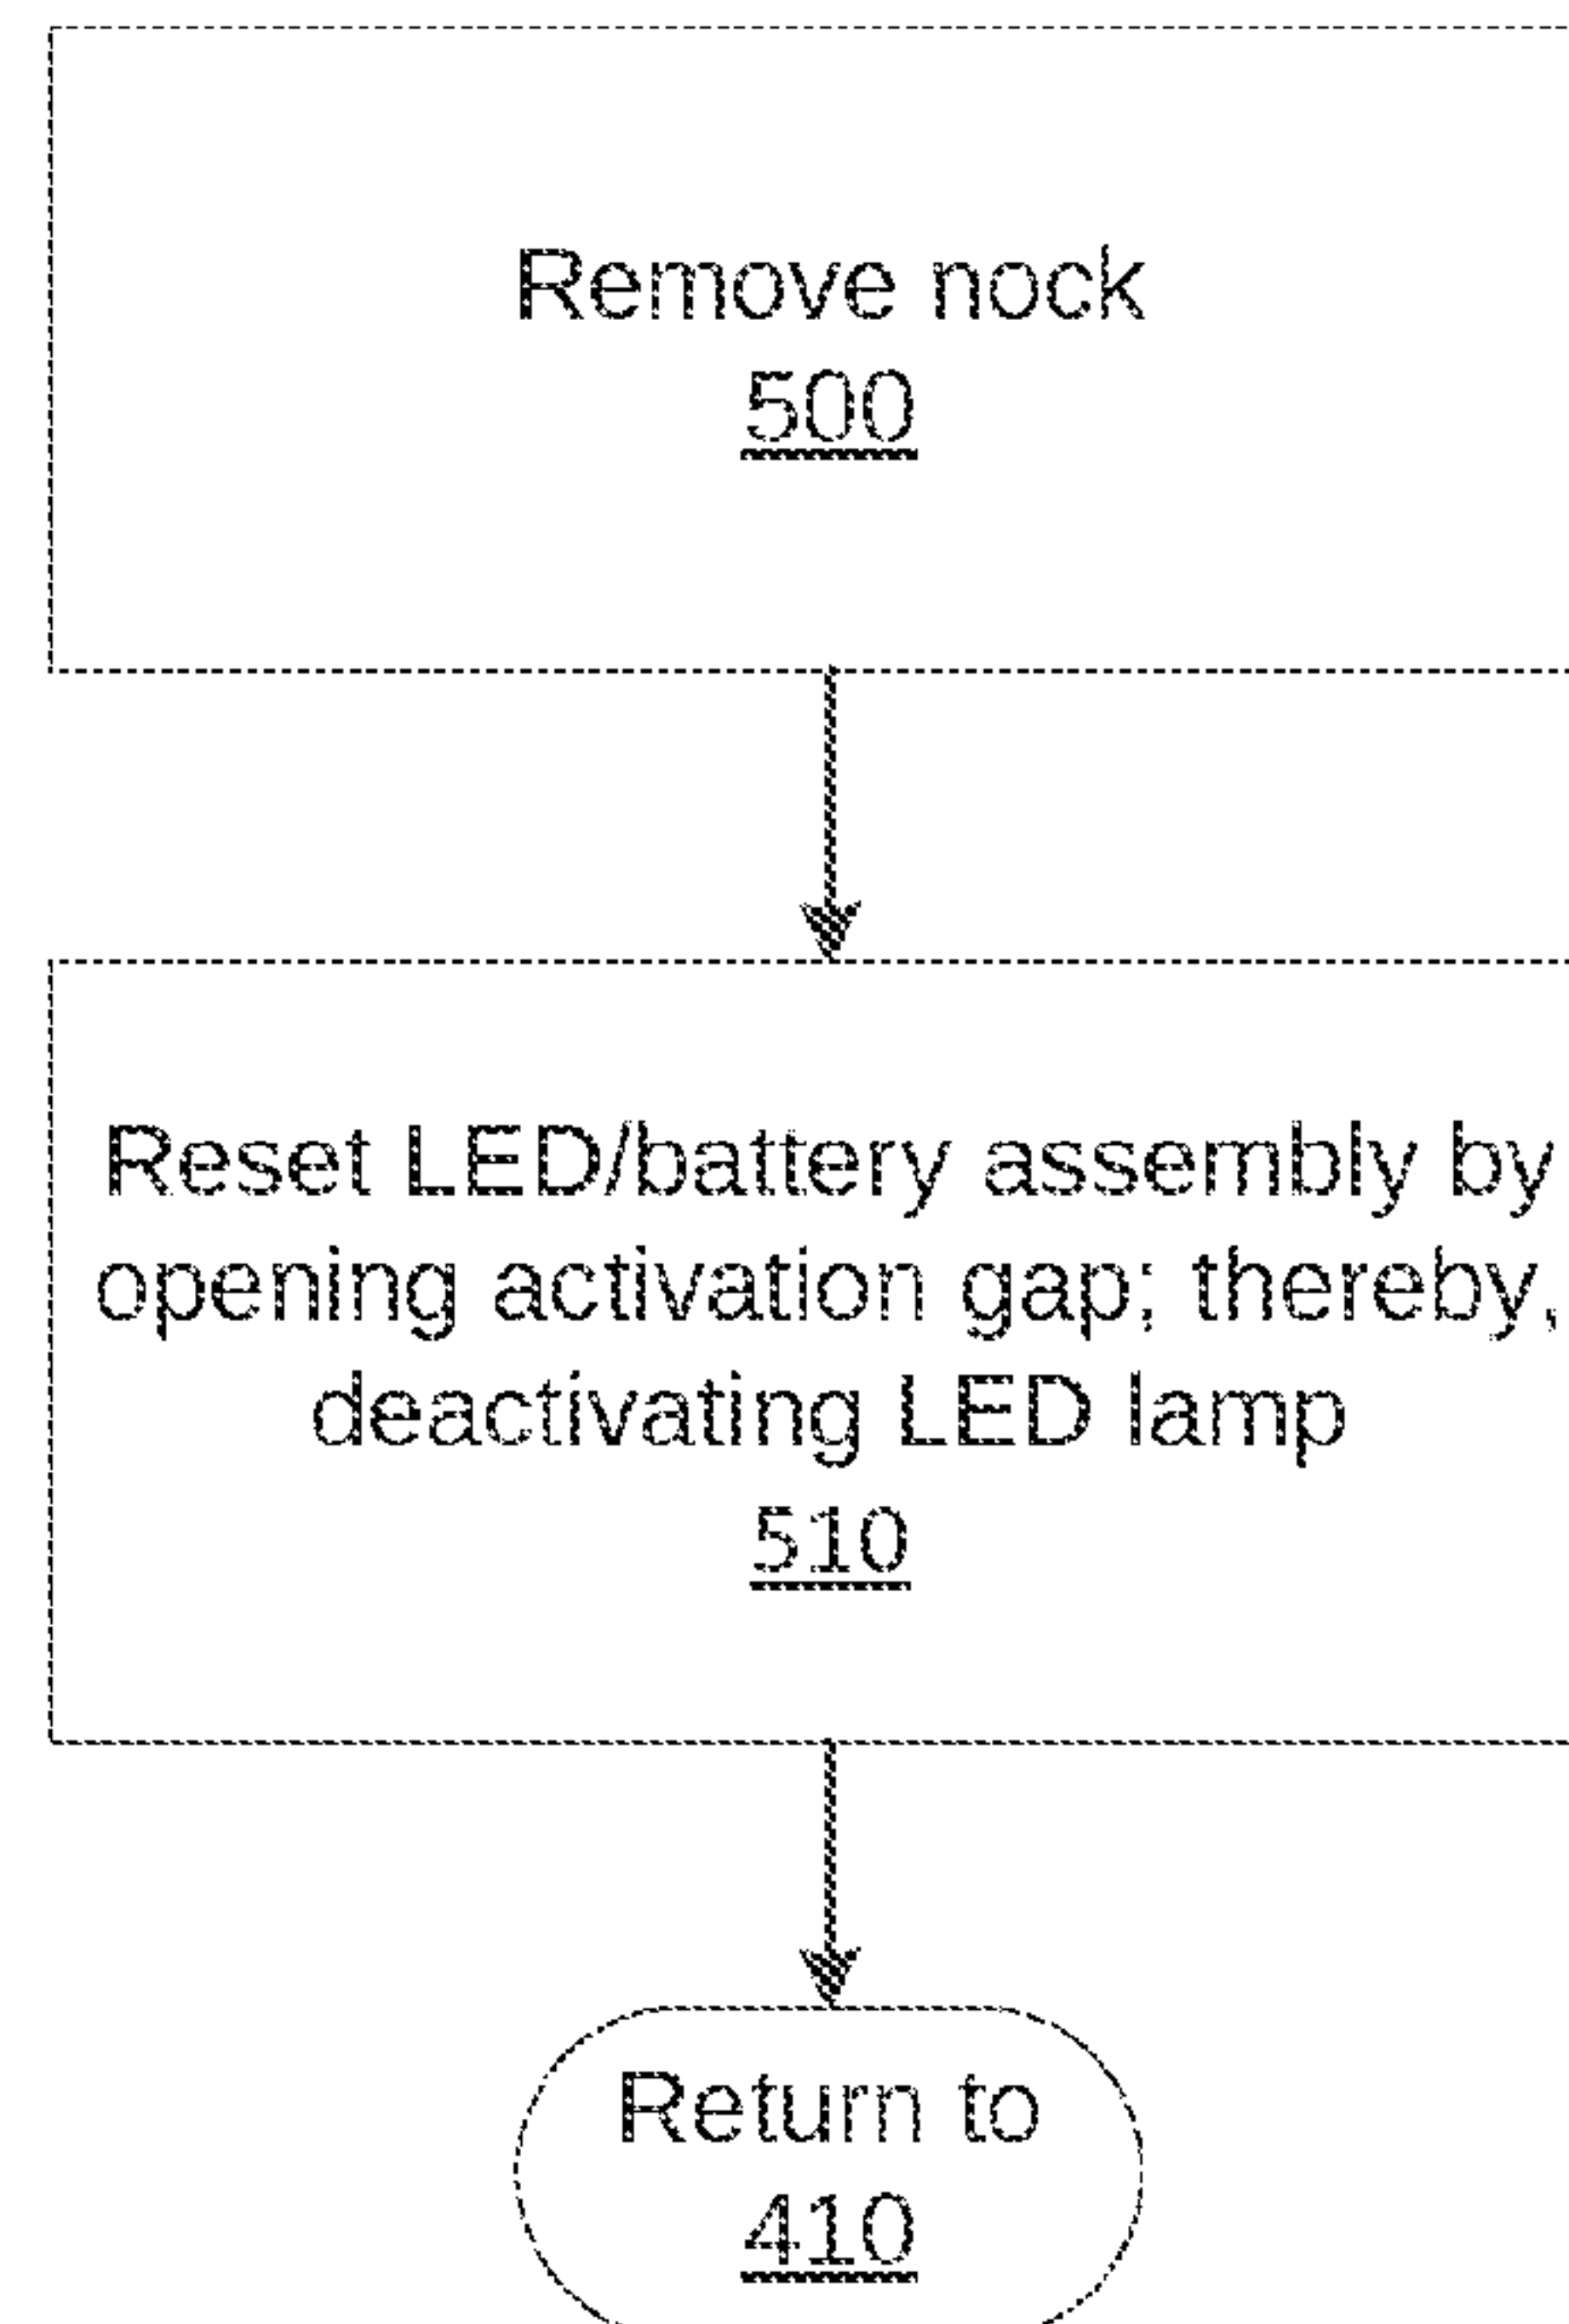 Remove nock
500
Reset LED/battery assembly by
opening activation gap; thereby,
deactivating LED lamp
510
Return to
410